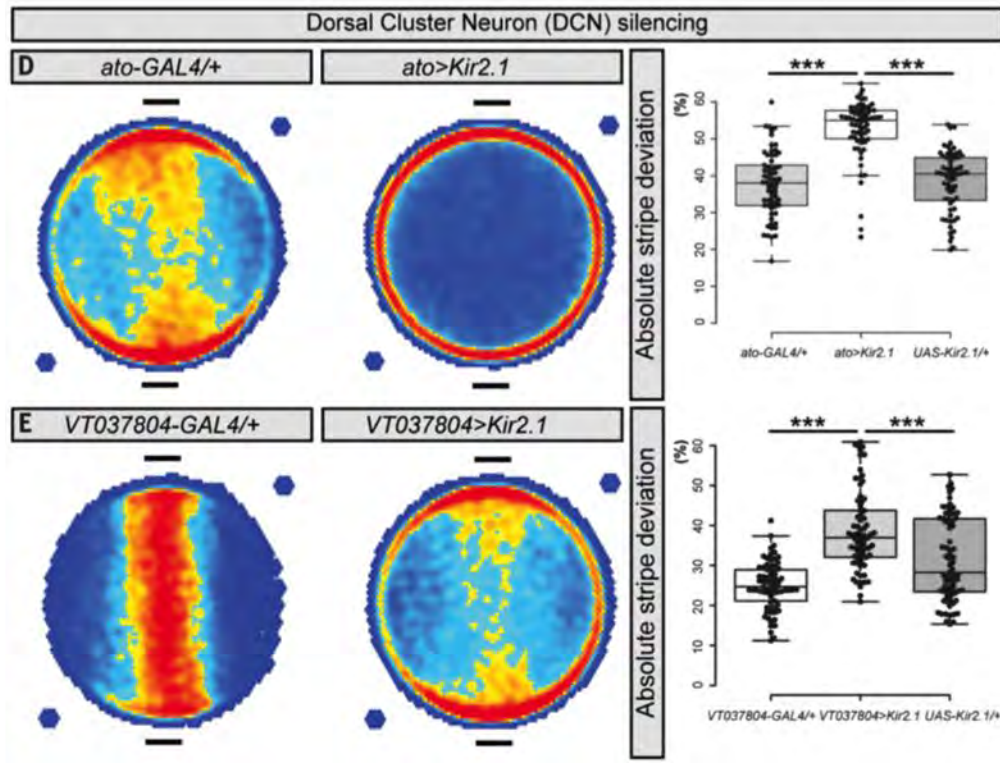 Dorsal Cluster Neuron (DCN) silencing
D
ato-GAL4/+
ato>Kir2.1
Absolute stripe deviation
(%)
***
***
60
50
40
30
20
10
0
ato-GAL4/+
ato>Kir2.1
UAS-Kir2.1/+
E
VT037804-GAL4/+
VT037804>Kir2.1
Absolute stripe deviation
(%)
***
***
60
50
40
30
20
10
0
VT037804-GAL4/+
VT037804>Kir2.1
UAS-Kir2.1/+